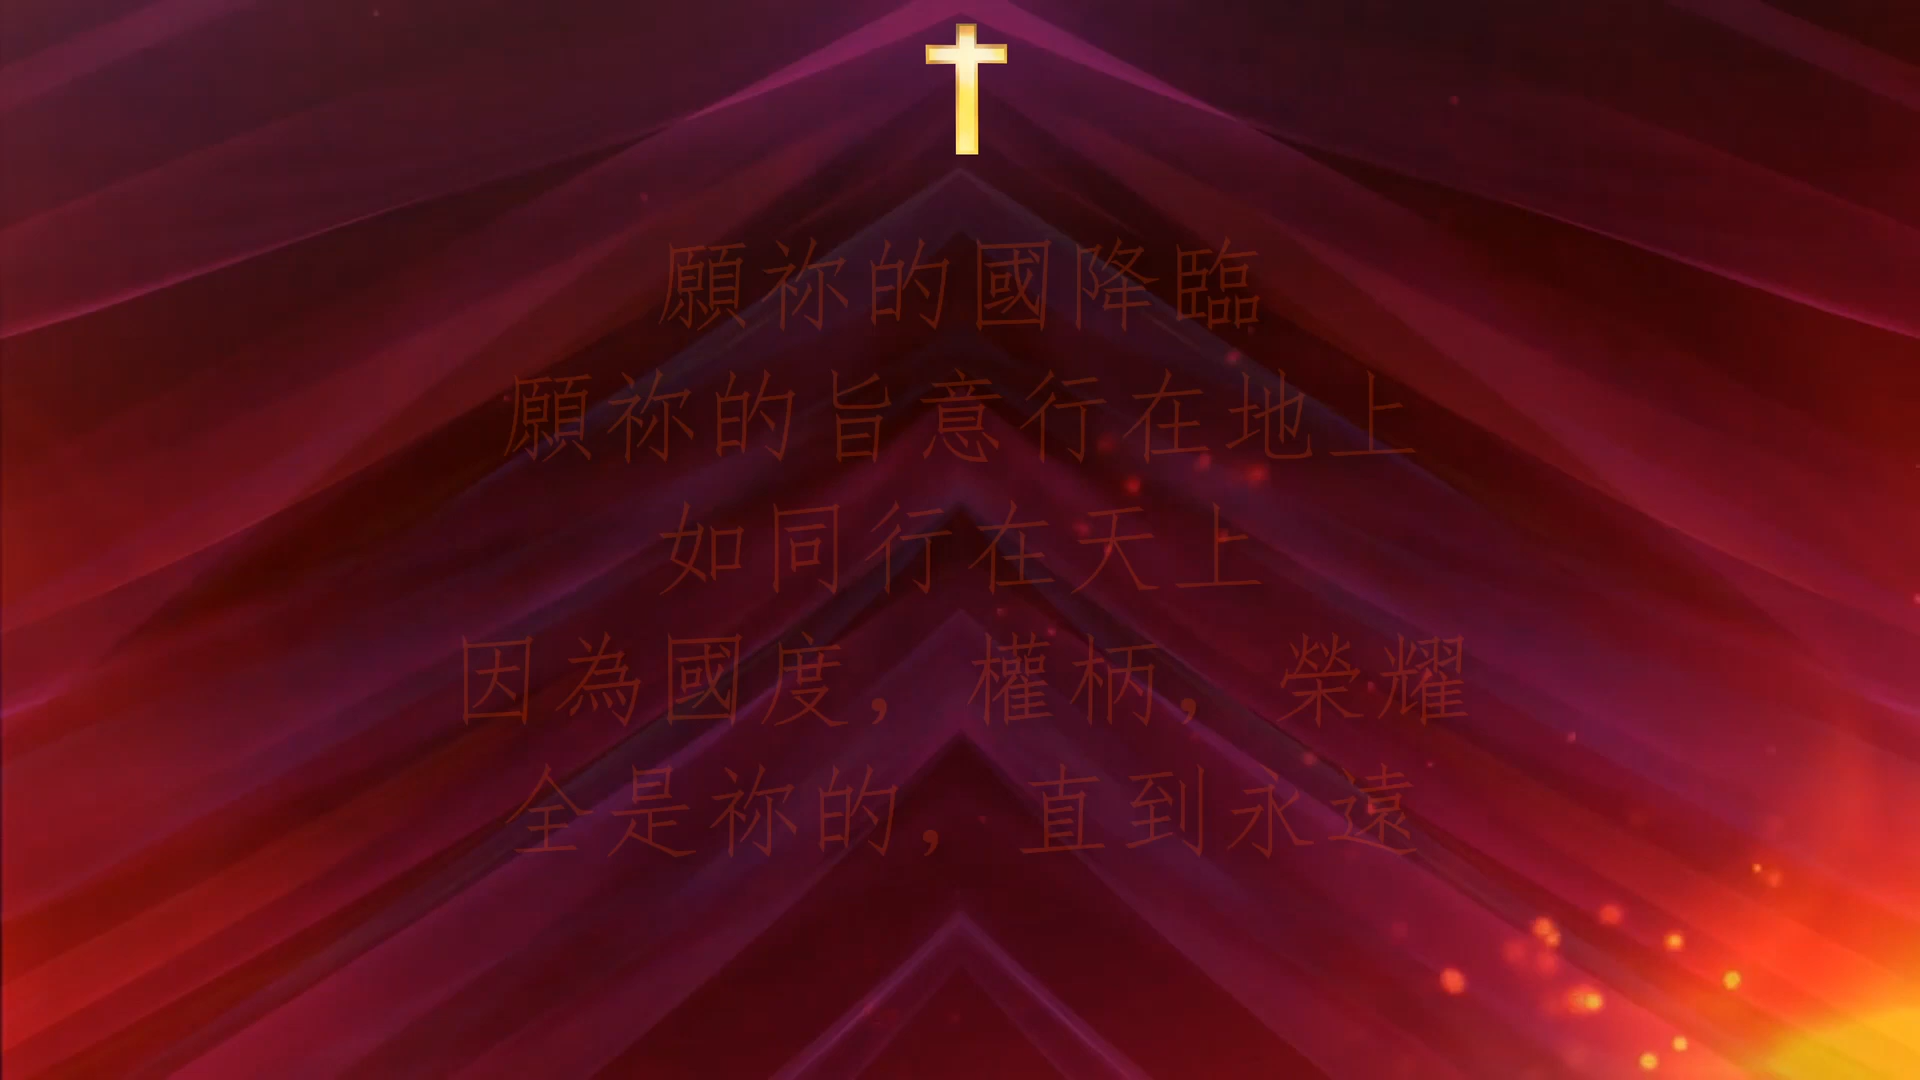 願祢的國降臨
願祢的旨意行在地上
如同行在天上
因為國度，權柄，榮耀
全是祢的，直到永遠